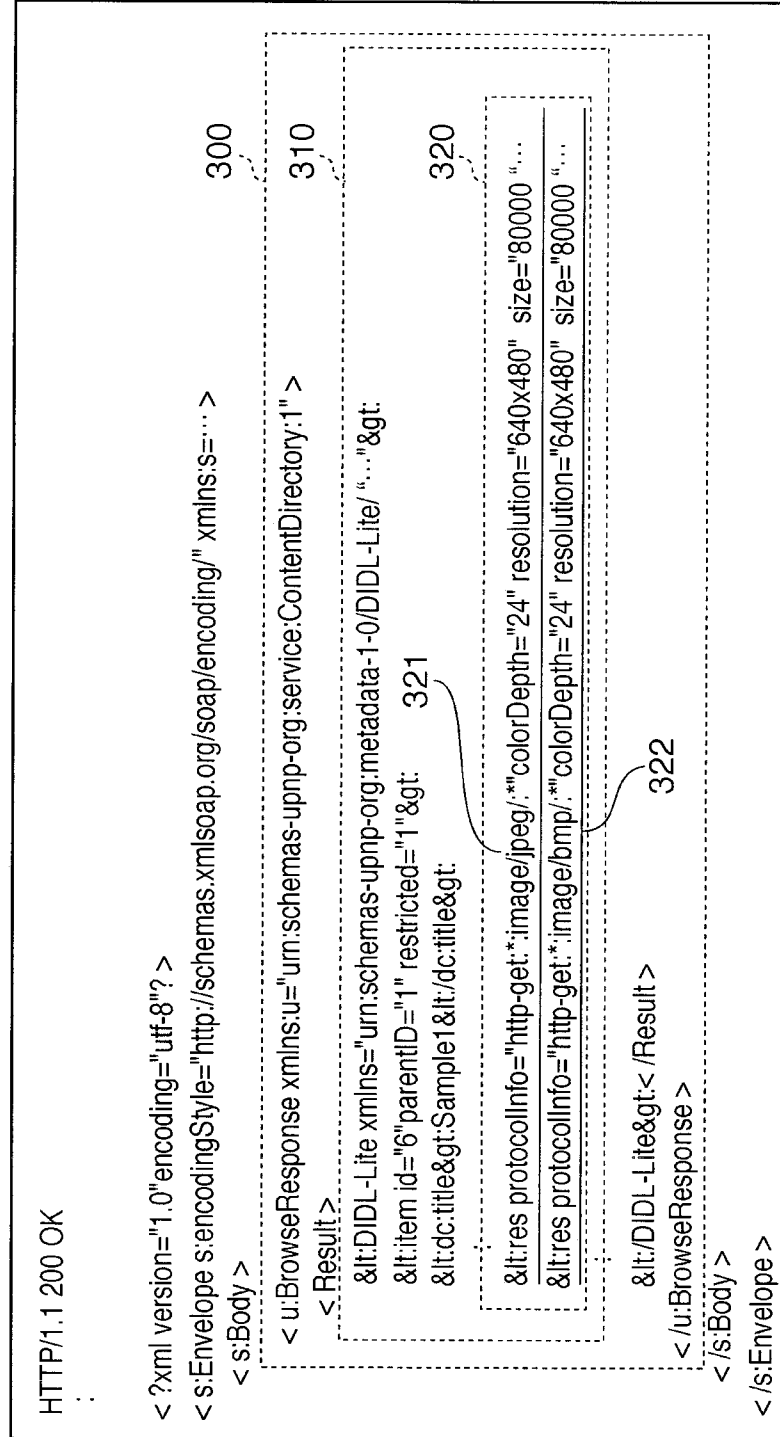 HTTP/1.1 200 OK
:
< ?xml version="1.0"encoding="utf-8"? >
< s:Envelope s:encodingStyle="http://schemas.xmlsoap.org/soap/encoding/" xmlns:s=··· >
< s:Body >
300
< u:BrowseResponse xmlns:u="urn:schemas-upnp-org:service:ContentDirectory:1" >
< Result >
310
&lt:DIDL-Lite xmlns="urn:schemas-upnp-org:metadata-1-0/DIDL-Lite/ “…"&gt:
&lt:item id="6"parentID="1" restricted="1"&gt:
&lt:dc:title&gt:Sample1&lt:/dc:title&gt:
:
321
320
&lt:res protocolInfo="http-get:*:image/jpeg/:*"colorDepth="24" resolution="640x480" size="80000 “…
&lt:res protocolInfo="http-get:*:image/bmp/:*"colorDepth="24" resolution="640x480" size="80000 “…
322
:
&lt:/DIDL-Lite&gt:< /Result >
< /u:BrowseResponse >
< /s:Body >
< /s:Envelope >